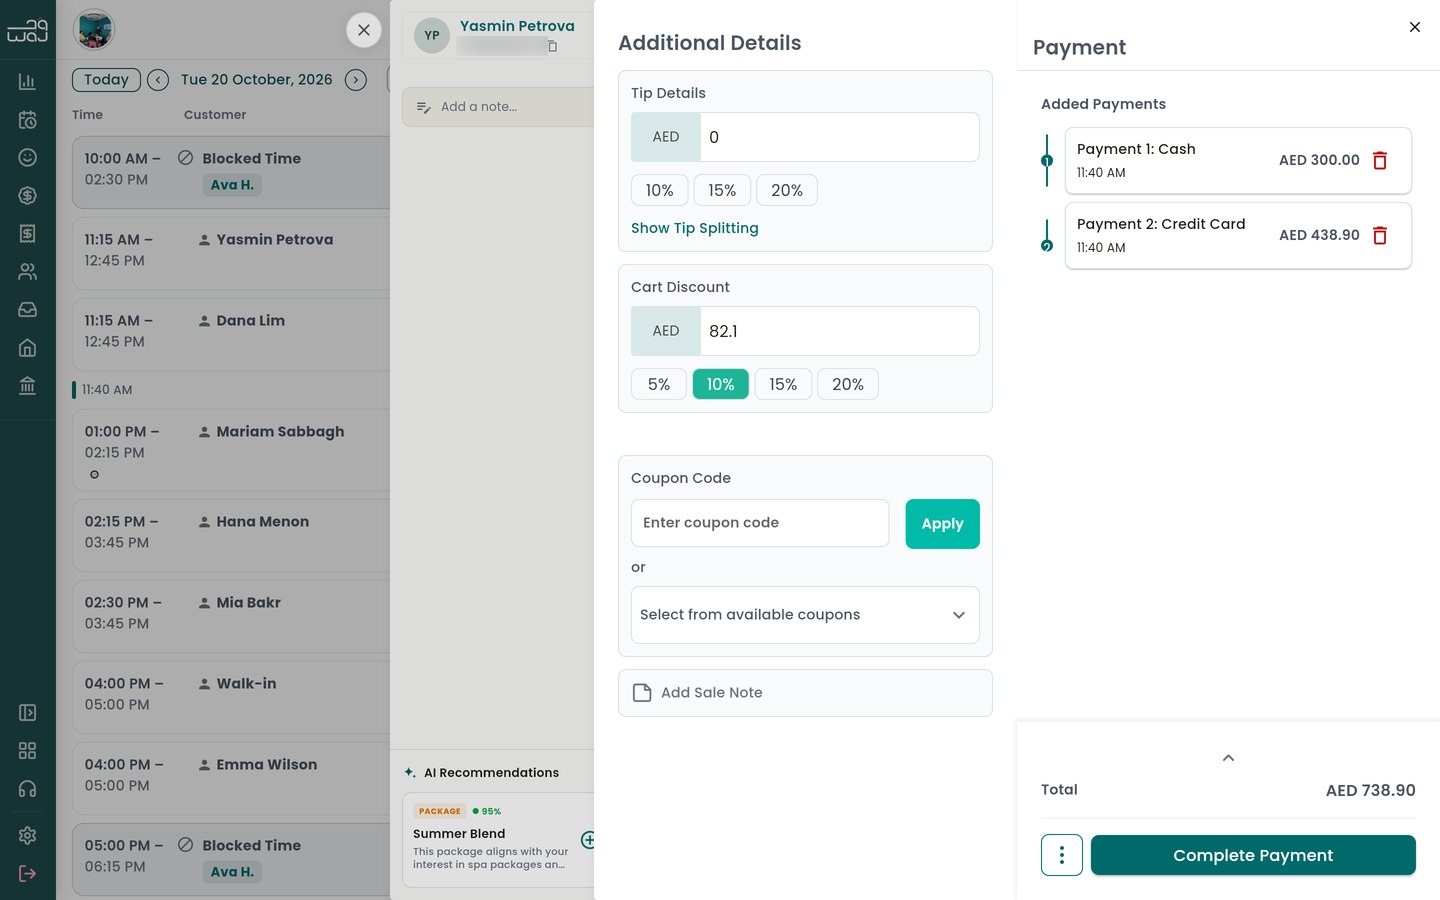 Today
Tue 20 October, 2026
Time
Customer
10:00 AM –
02:30 PM
Blocked Time
Ava H.
11:15 AM –
12:45 PM
Yasmin Petrova
11:15 AM –
12:45 PM
Dana Lim
11:40 AM
01:00 PM –
02:15 PM
Mariam Sabbagh
02:15 PM –
03:45 PM
Hana Menon
02:30 PM –
03:45 PM
Mia Bakr
04:00 PM –
05:00 PM
Walk-in
04:00 PM –
05:00 PM
Emma Wilson
05:00 PM –
06:15 PM
Blocked Time
Ava H.
YP
Yasmin Petrova
Add a note...
AI Recommendations
PACKAGE
95%
Summer Blend
This package aligns with your
interest in spa packages an...
Additional Details
Tip Details
AED
0
10%
15%
20%
Show Tip Splitting
Cart Discount
AED
82.1
5%
10%
15%
20%
Coupon Code
Enter coupon code
Apply
or
Select from available coupons
Add Sale Note
Payment
Added Payments
1
Payment 1: Cash
11:40 AM
AED 300.00
2
Payment 2: Credit Card
11:40 AM
AED 438.90
Total
AED 738.90
Complete Payment